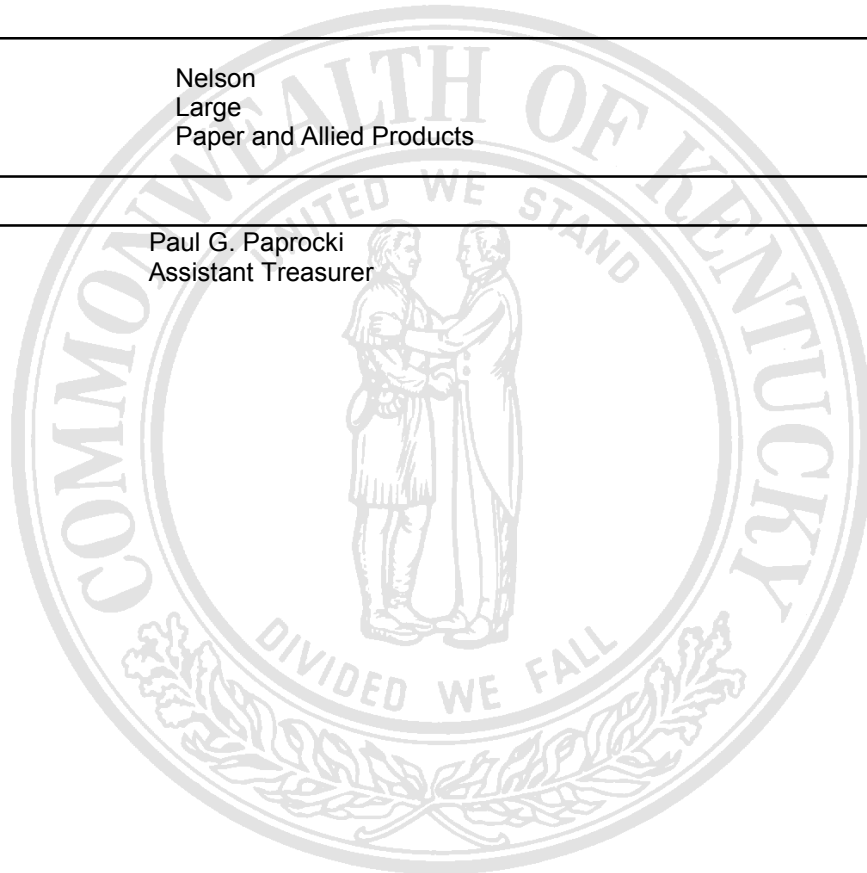 COMMONWEALTH OF KENTUCKY
Nelson
Large
Paper and Allied Products
UNITED WE STAND
Paul G. Paprocki
Assistant Treasurer
DIVIDED WE FALL